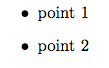 • point 1
• point 2